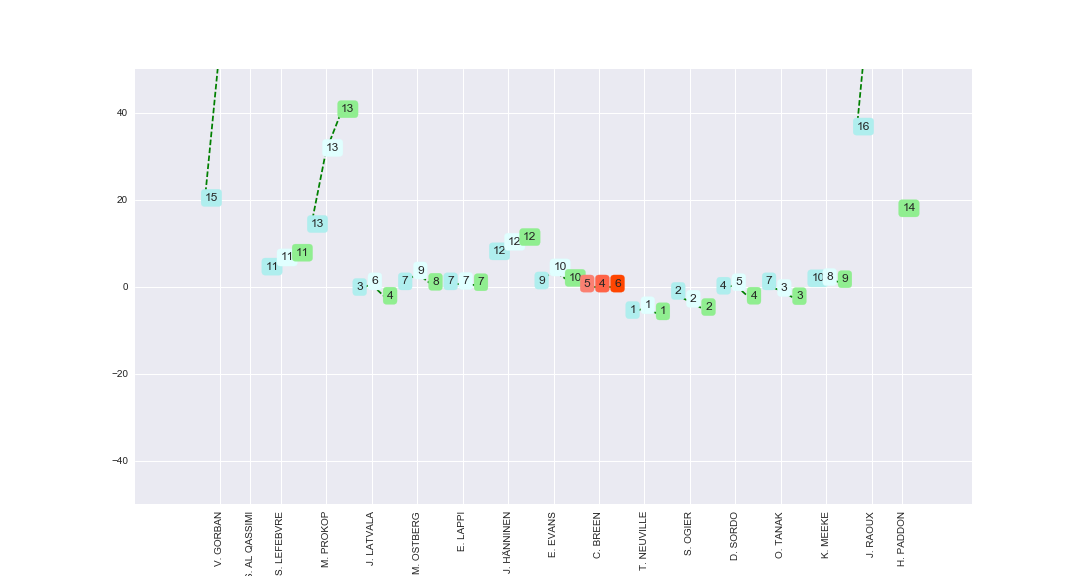 40
20
0
−20
−40
15
11
11
11
13
13
13
3
6
4
7
9
8
7
7
7
12
12
12
9
10
10
5
4
6
1
1
1
2
2
2
4
5
4
7
3
3
10
8
9
16
14
V. GORBAN
S. AL QASSIMI
S. LEFEBVRE
M. PROKOP
J. LATVALA
M. OSTBERG
E. LAPPI
J. HÄNNINEN
E. EVANS
C. BREEN
T. NEUVILLE
S. OGIER
D. SORDO
O. TANAK
K. MEEKE
J. RAOUX
H. PADDON